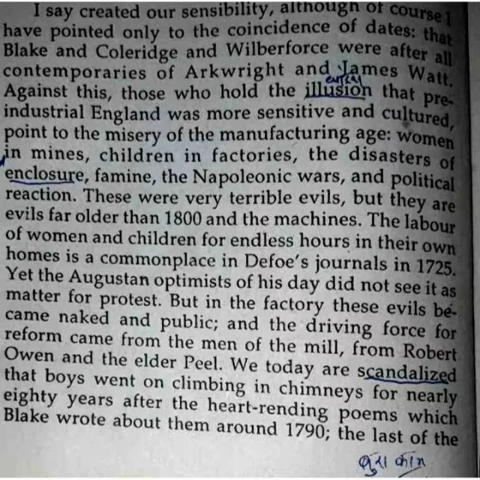 I say created our sensibility, although of course I
have pointed only to the coincidence of dates: that
Blake and Coleridge and Wilberforce were after all
contemporaries of Arkwright and James Watt.
Against this, those who hold the illusion that pre-
industrial England was more sensitive and cultured,
point to the misery of the manufacturing age: women
in mines, children in factories, the disasters of
enclosure, famine, the Napoleonic wars, and political
reaction. These were very terrible evils, but they are
evils far older than 1800 and the machines. The labour
of women and children for endless hours in their own
homes is a commonplace in Defoe's journals in 1725.
Yet the Augustan optimists of his day did not see it as
matter for protest. But in the factory these evils be-
came naked and public; and the driving force for
reform came from the men of the mill, from Robert
Owen and the elder Peel. We today are scandalized
that boys went on climbing in chimneys for nearly
eighty years after the heart-rending poems which
Blake wrote about them around 1790; the last of the